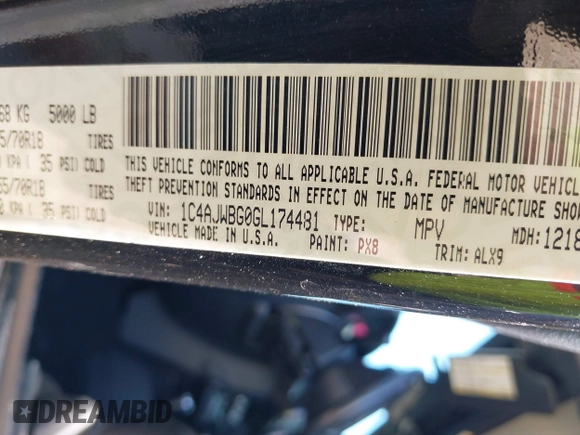 68 KG 5000 LB
5/70R18 TIRES
KPA ( 35 PSI) COLD
5/70R18 TIRES
KPA ( 35 PSI) COLD
THIS VEHICLE CONFORMS TO ALL APPLICABLE U.S.A. FEDERAL MOTOR VEHICL
THEFT PREVENTION STANDARDS IN EFFECT ON THE DATE OF MANUFACTURE SHO
VIN: 1C4AJWBG0GL174481 TYPE: MPV MDH: 1218
VEHICLE MADE IN U.S.A. PAINT: PX8 TRIM: ALX9
DREAMBID